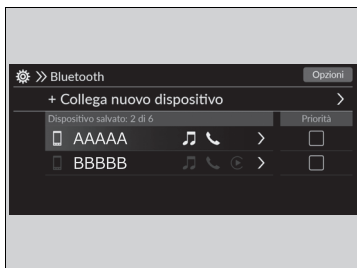 Bluetooth
Opzioni
+ Collega nuovo dispositivo
Dispositivo salvato: 2 di 6
Priorità
AAAAA
BBBBB